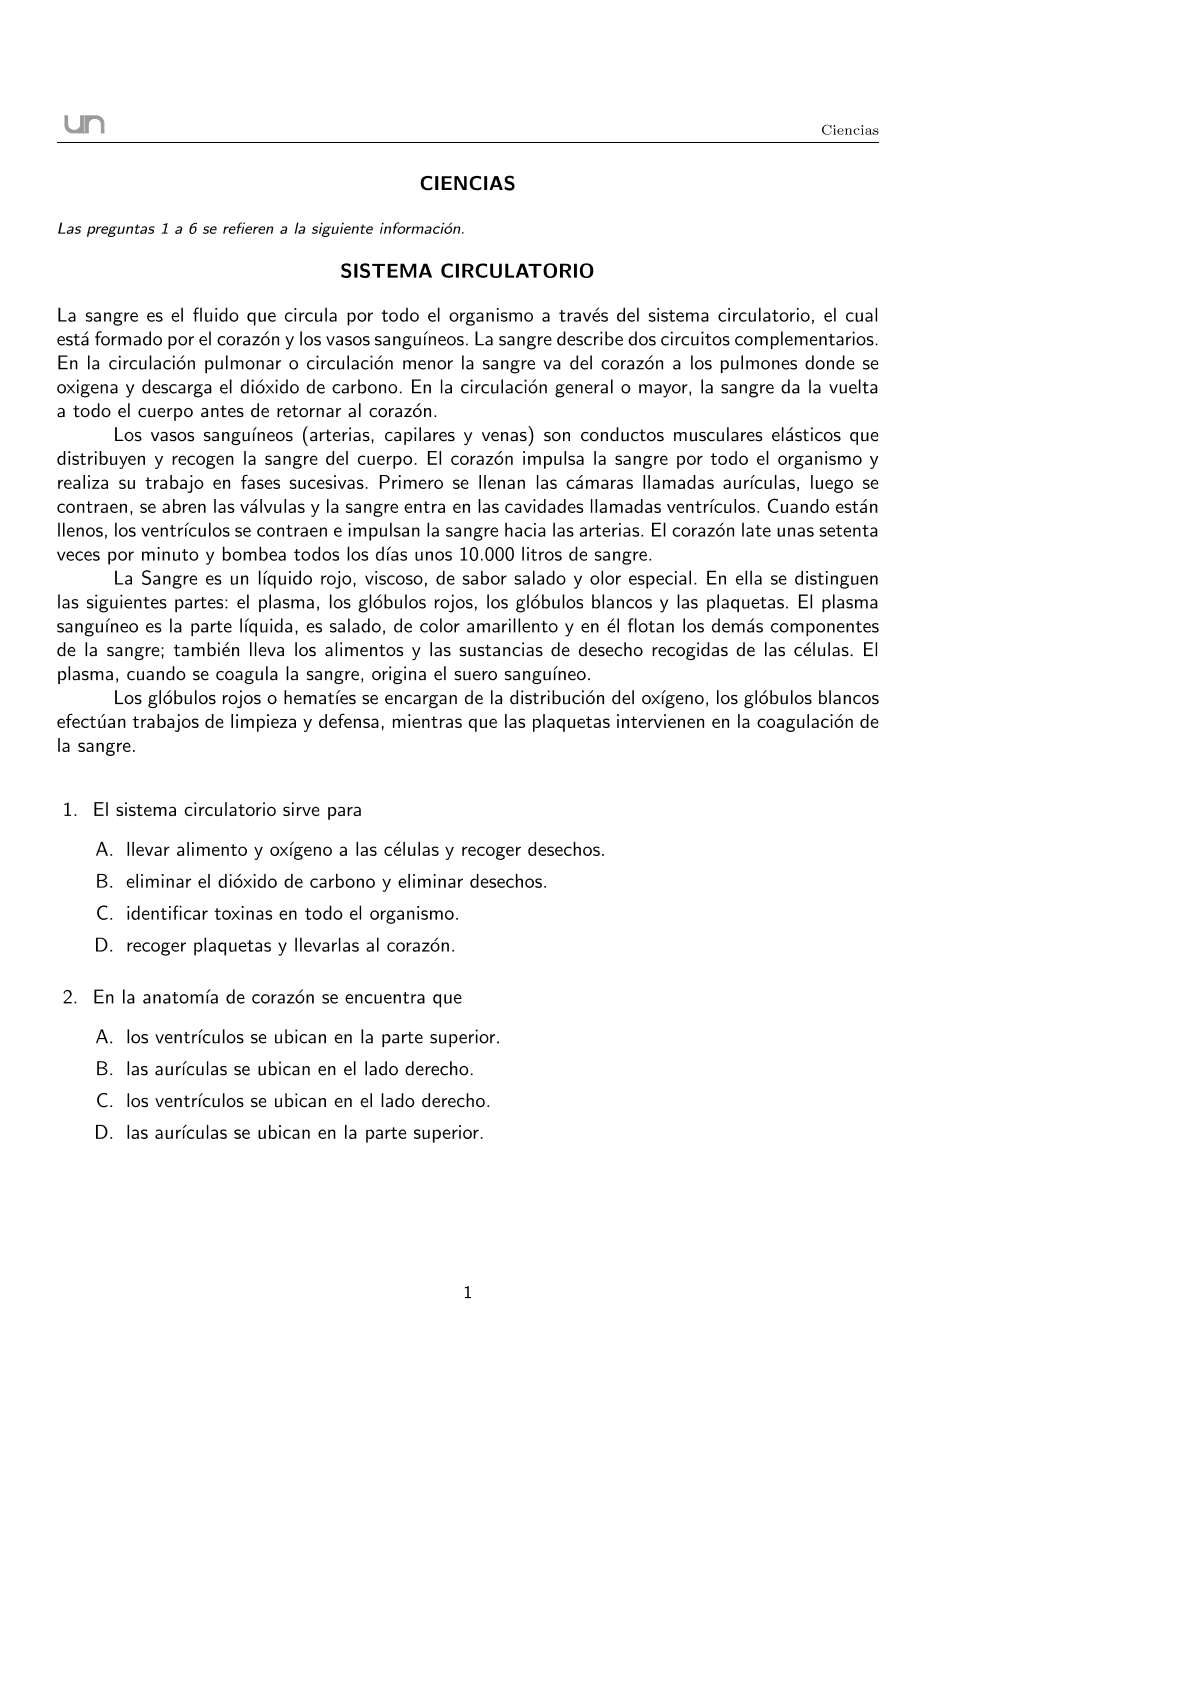 un
Ciencias
CIENCIAS
Las preguntas 1 a 6 se refieren a la siguiente información.
SISTEMA CIRCULATORIO
La sangre es el fluido que circula por todo el organismo a través del sistema circulatorio, el cual
está formado por el corazón y los vasos sanguíneos. La sangre describe dos circuitos complementarios.
En la circulación pulmonar o circulación menor la sangre va del corazón a los pulmones donde se
oxigena y descarga el dióxido de carbono. En la circulación general o mayor, la sangre da la vuelta
a todo el cuerpo antes de retornar al corazón.
Los vasos sanguíneos (arterias, capilares y venas) son conductos musculares elásticos que
distribuyen y recogen la sangre del cuerpo. El corazón impulsa la sangre por todo el organismo y
realiza su trabajo en fases sucesivas. Primero se llenan las cámaras llamadas aurículas, luego se
contraen, se abren las válvulas y la sangre entra en las cavidades llamadas ventrículos. Cuando están
llenos, los ventrículos se contraen e impulsan la sangre hacia las arterias. El corazón late unas setenta
veces por minuto y bombea todos los días unos 10.000 litros de sangre.
La Sangre es un líquido rojo, viscoso, de sabor salado y olor especial. En ella se distinguen
las siguientes partes: el plasma, los glóbulos rojos, los glóbulos blancos y las plaquetas. El plasma
sanguíneo es la parte líquida, es salado, de color amarillento y en él flotan los demás componentes
de la sangre; también lleva los alimentos y las sustancias de desecho recogidas de las células. El
plasma, cuando se coagula la sangre, origina el suero sanguíneo.
Los glóbulos rojos o hematíes se encargan de la distribución del oxígeno, los glóbulos blancos
efectúan trabajos de limpieza y defensa, mientras que las plaquetas intervienen en la coagulación de
la sangre.
1. El sistema circulatorio sirve para
A. llevar alimento y oxígeno a las células y recoger desechos.
B. eliminar el dióxido de carbono y eliminar desechos.
C. identificar toxinas en todo el organismo.
D. recoger plaquetas y llevarlas al corazón.
2. En la anatomía de corazón se encuentra que
A. los ventrículos se ubican en la parte superior.
B. las aurículas se ubican en el lado derecho.
C. los ventrículos se ubican en el lado derecho.
D. las aurículas se ubican en la parte superior.
1